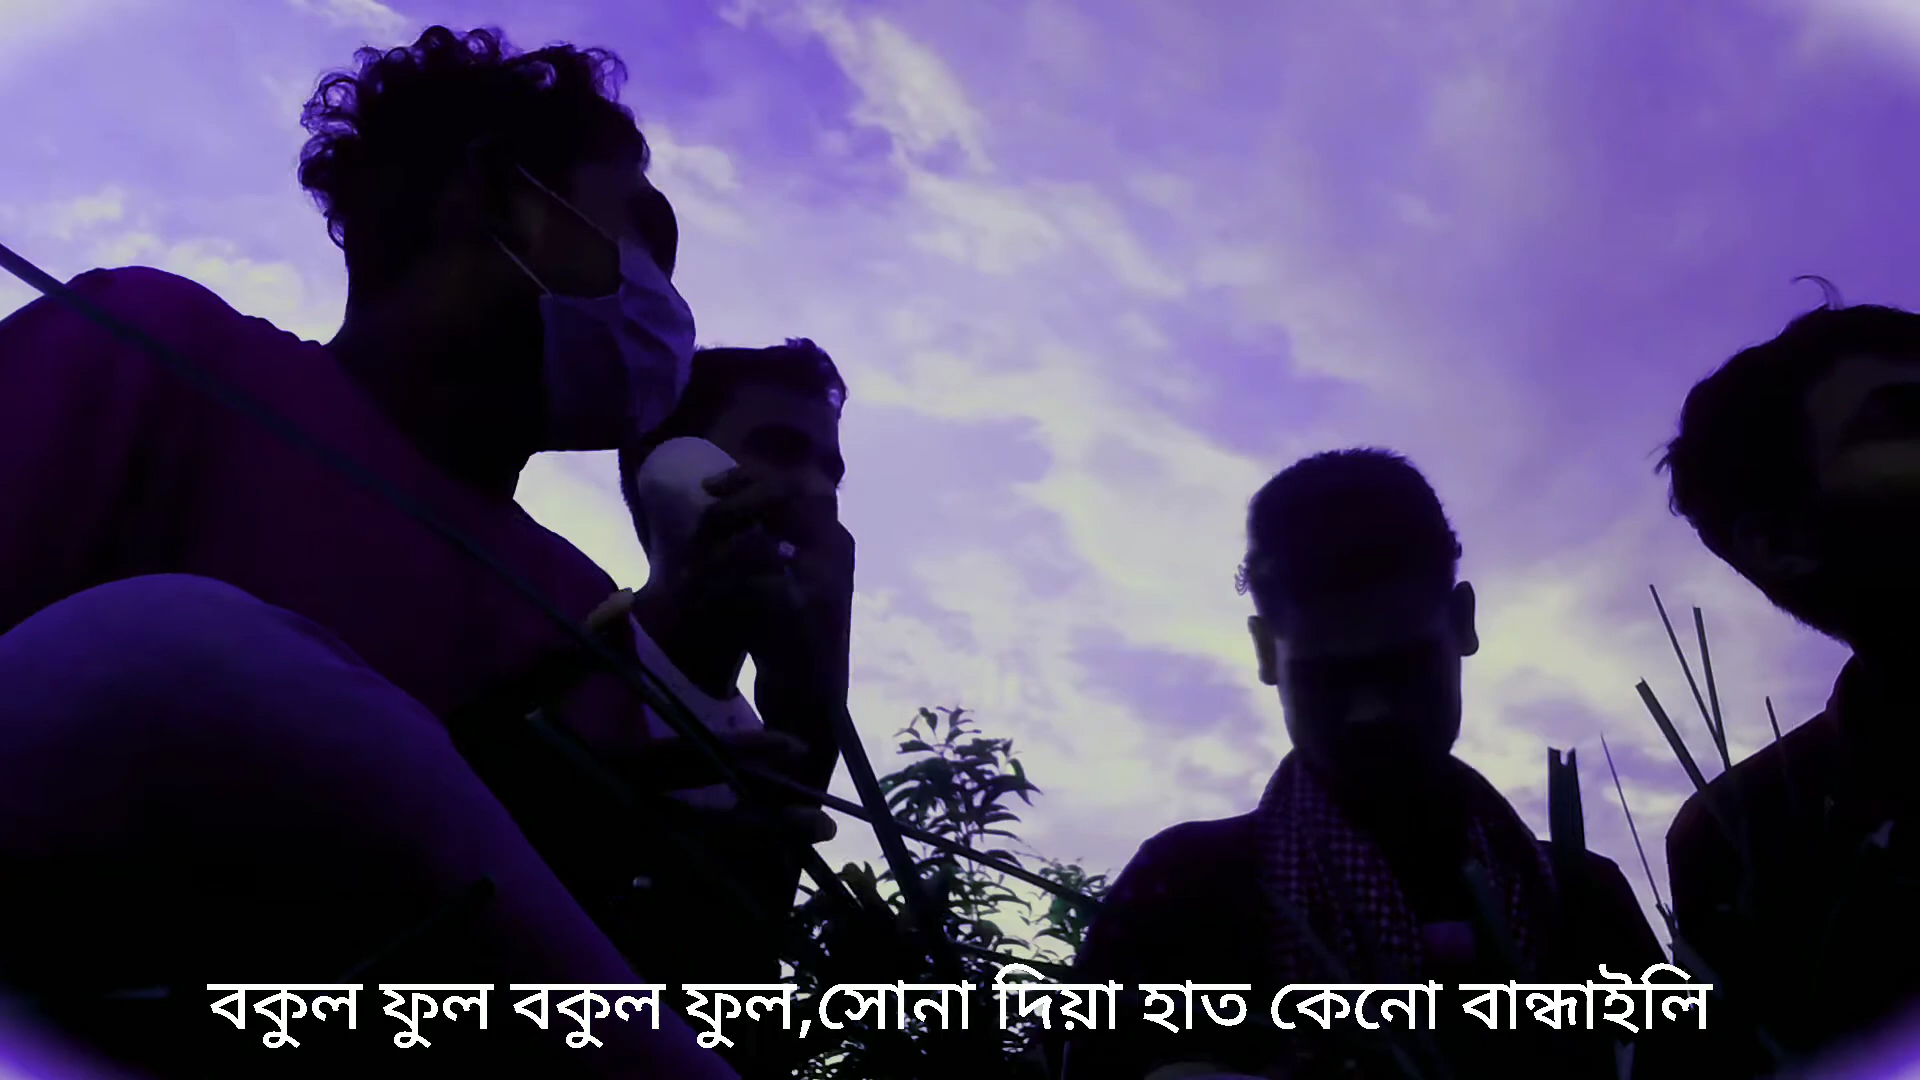 বকুল ফুল বকুল ফুল,সোনা দিয়া হাত কেনো বান্ধাইলি